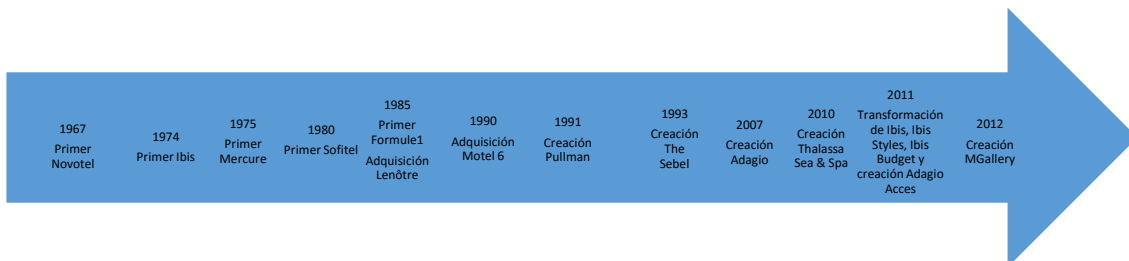 1967
Primer
Novotel
1974
Primer Ibis
1975
Primer
Mercure
1980
Primer Sofitel
1985
Primer
Formule1
Adquisición
Lenôtre
1990
Adquisición
Motel 6
1991
Creación
Pullman
1993
Creación
The
Sebel
2007
Creación
Adagio
2010
Creación
Thalassa
Sea & Spa
2011
Transformación
de Ibis, Ibis
Styles, Ibis
Budget y
creación Adagio
Acces
2012
Creación
MGallery